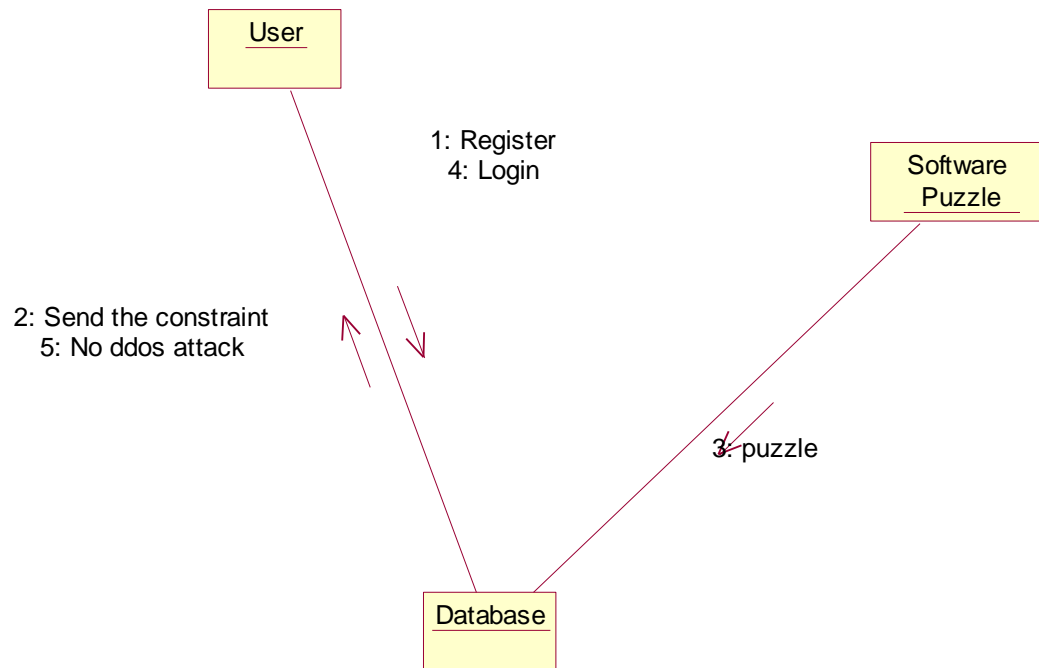 User
1: Register
4: Login
Software
Puzzle
2: Send the constraint
5: No ddos attack
3: puzzle
Database